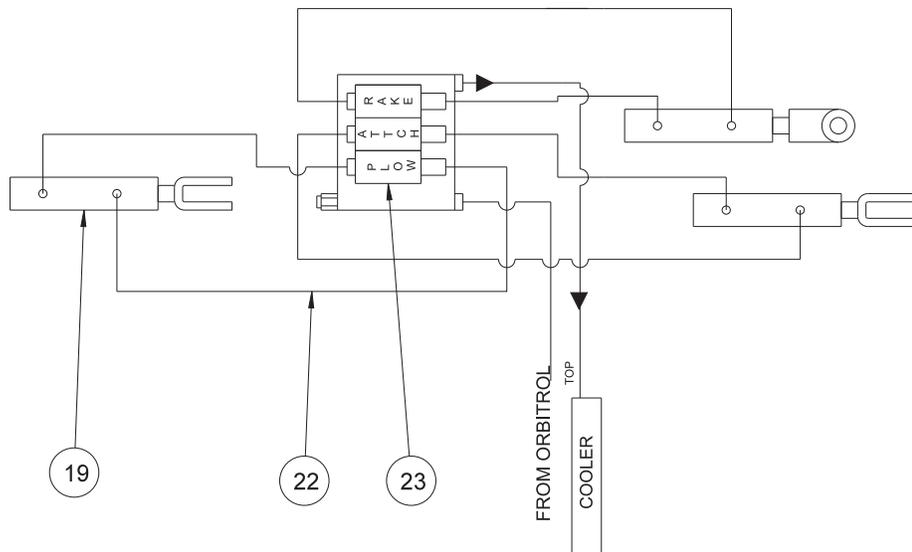 RAKE
ATTCH
PLOW
TOP
FROM ORBITROL
COOLER
19
22
23